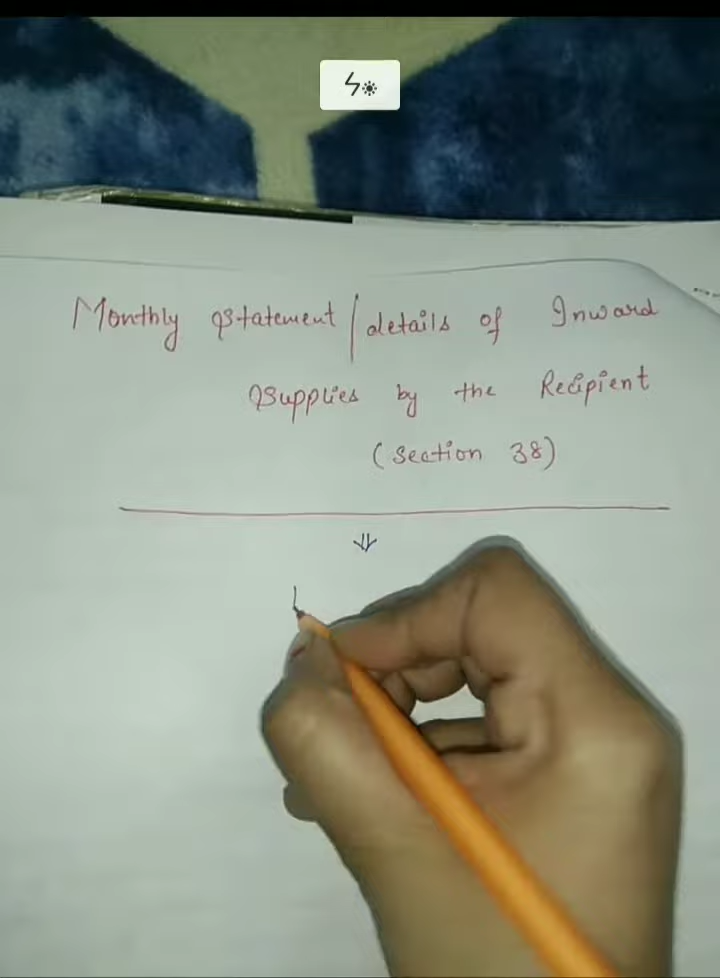 Monthly Statement / details of Inward
Supplies by the Recipient
(Section 38)